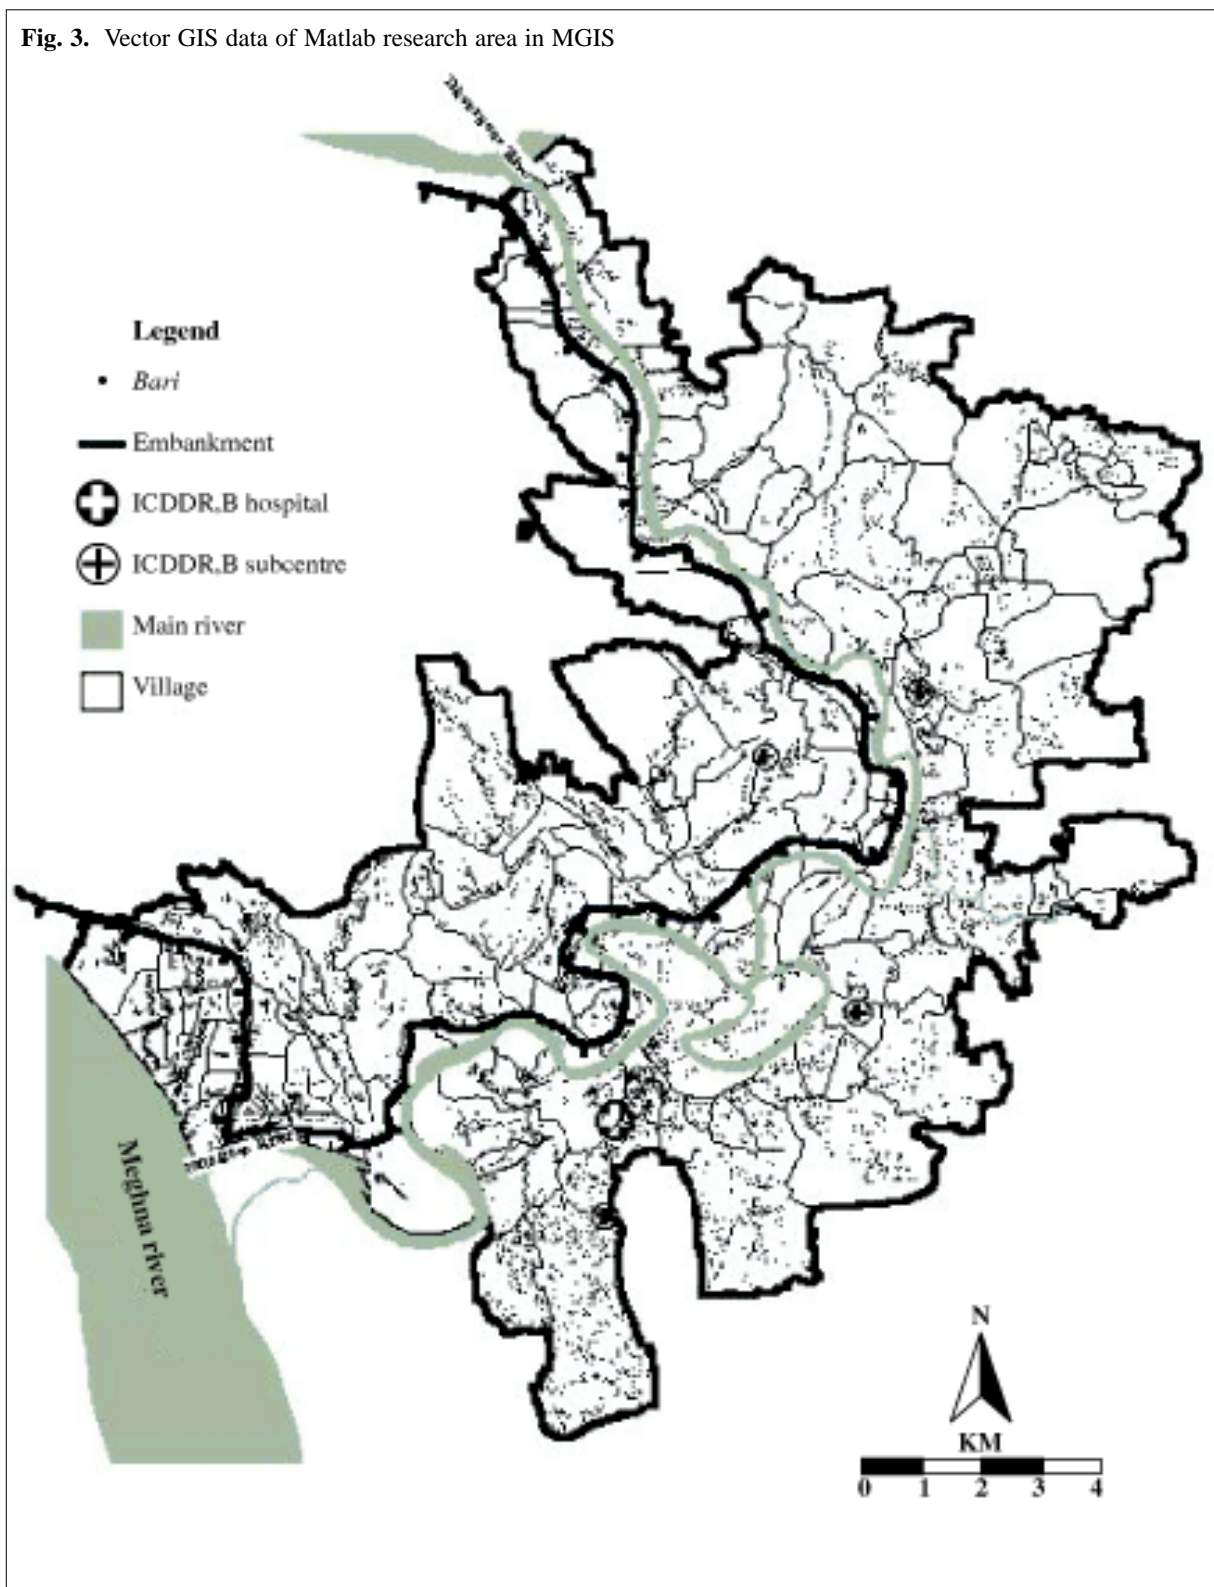 Fig. 3. Vector GIS data of Matlab research area in MGIS
Legend
Bari
Embankment
ICDDR,B hospital
ICDDR,B subcentre
Main river
Village
Meghna river
N
KM
0 1 2 3 4